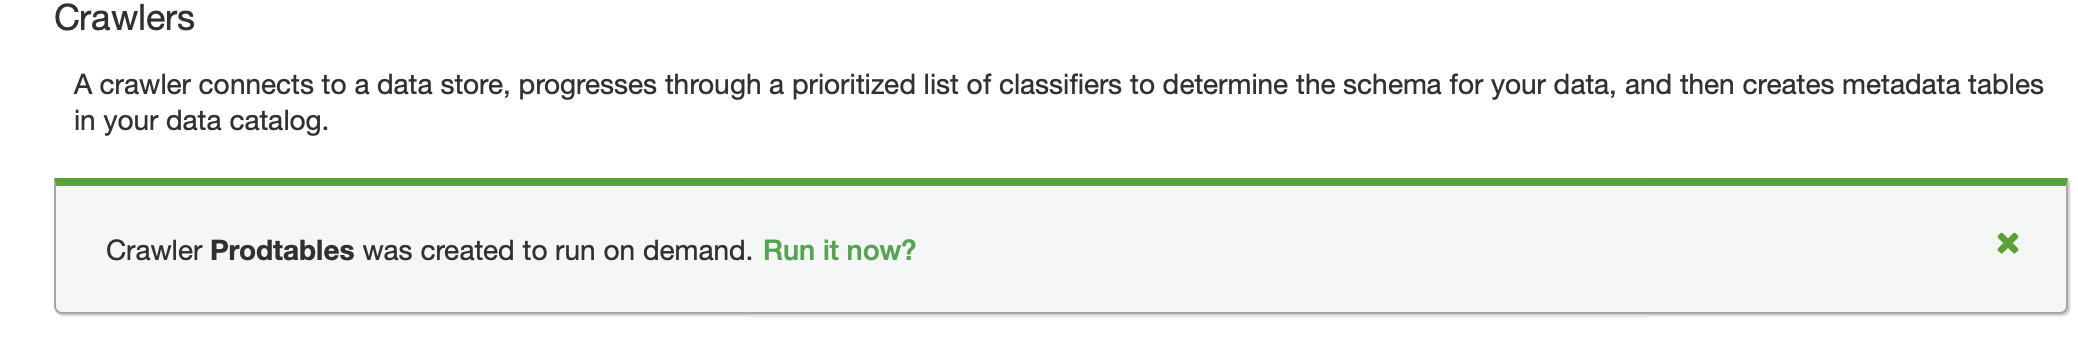 Crawlers
A crawler connects to a data store, progresses through a prioritized list of classifiers to determine the schema for your data, and then creates metadata tables
in your data catalog.
Crawler Prodtables was created to run on demand. Run it now?